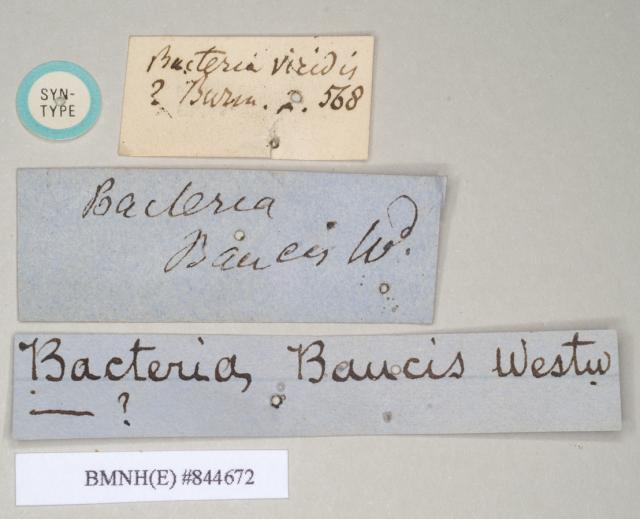 SYN-
TYPE
Bacteria viridis
? Burm. 2. 568
Bacteria
Baucis Wd.
Bacteria, Baucis Westw
— ?
BMNH(E) #844672